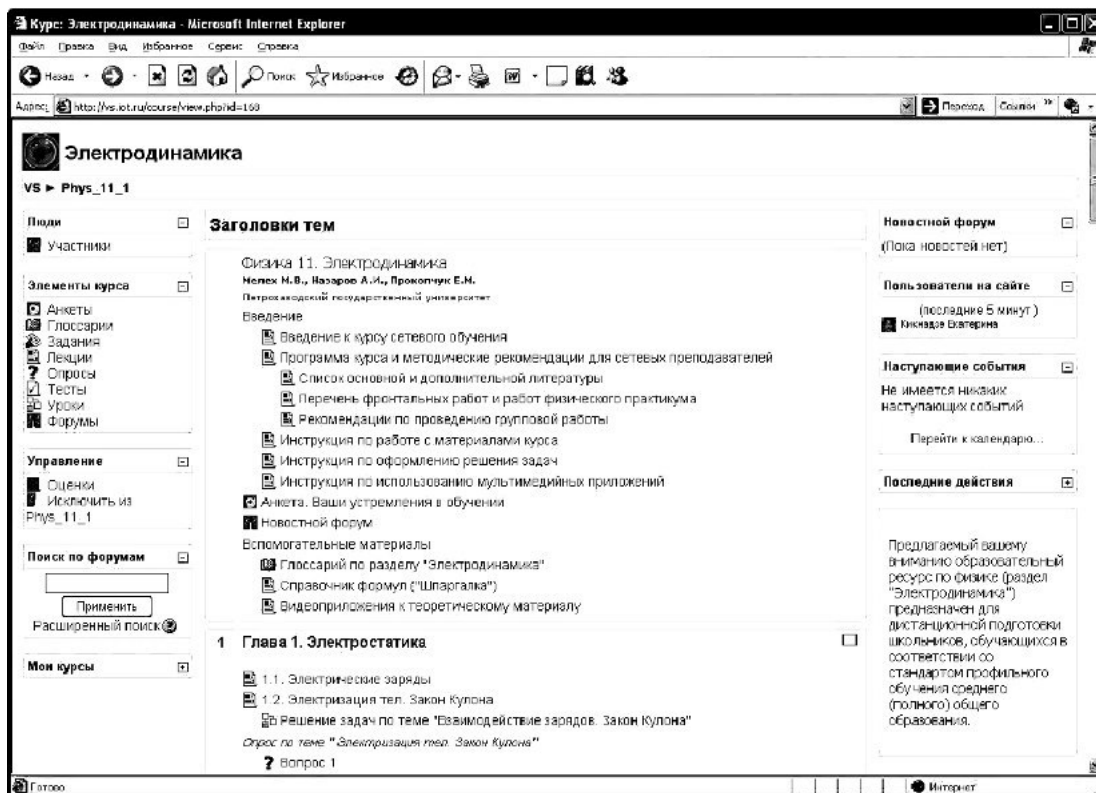 Курс: Электродинамика - Microsoft Internet Explorer
Файл Правка Вид Избранное Сервис Справка
Назад Поиск Избранное
Адрес: http://vs.iot.ru/course/view.php?id=168 Переход Ссылки »
Электродинамика
VS ► Phys_11_1
Люди
Участники
Элементы курса
Анкеты
Глоссарии
Задания
Лекции
Опросы
Тесты
Уроки
Форумы
Управление
Оценки
Исключить из
Phys_11_1
Поиск по форумам
Применить
Расширенный поиск
Мои курсы
Заголовки тем
Физика 11. Электродинамика
Мелех М.В., Назаров А.И., Прокопчук Е.М.
Петрозаводский государственный университет
Введение
Введение к курсу сетевого обучения
Программа курса и методические рекомендации для сетевых преподавателей
Список основной и дополнительной литературы
Перечень фронтальных работ и работ физического практикума
Рекомендации по проведению групповой работы
Инструкция по работе с материалами курса
Инструкция по оформлению решения задач
Инструкция по использованию мультимедийных приложений
Анкета. Ваши устремления в обучении
Новостной форум
Вспомогательные материалы
Глоссарий по разделу "Электродинамика"
Справочник формул ("Шпаргалка")
Видеоприложения к теоретическому материалу
1 Глава 1. Электростатика
1.1. Электрические заряды
1.2. Электризация тел. Закон Кулона
Решение задач по теме "Взаимодействие зарядов. Закон Кулона"
Опрос по теме "Электризация тел. Закон Кулона"
? Вопрос 1
Новостной форум
(Пока новостей нет)
Пользователи на сайте
(последние 5 минут)
Кикнадзе Екатерина
Наступающие события
Не имеется никаких
наступающих событий
Перейти к календарю...
Последние действия
Предлагаемый вашему
вниманию образовательный
ресурс по физике (раздел
"Электродинамика")
предназначен для
дистанционной подготовки
школьников, обучающихся в
соответствии со
стандартом профильного
обучения среднего
(полного) общего
образования.
Готово Интернет